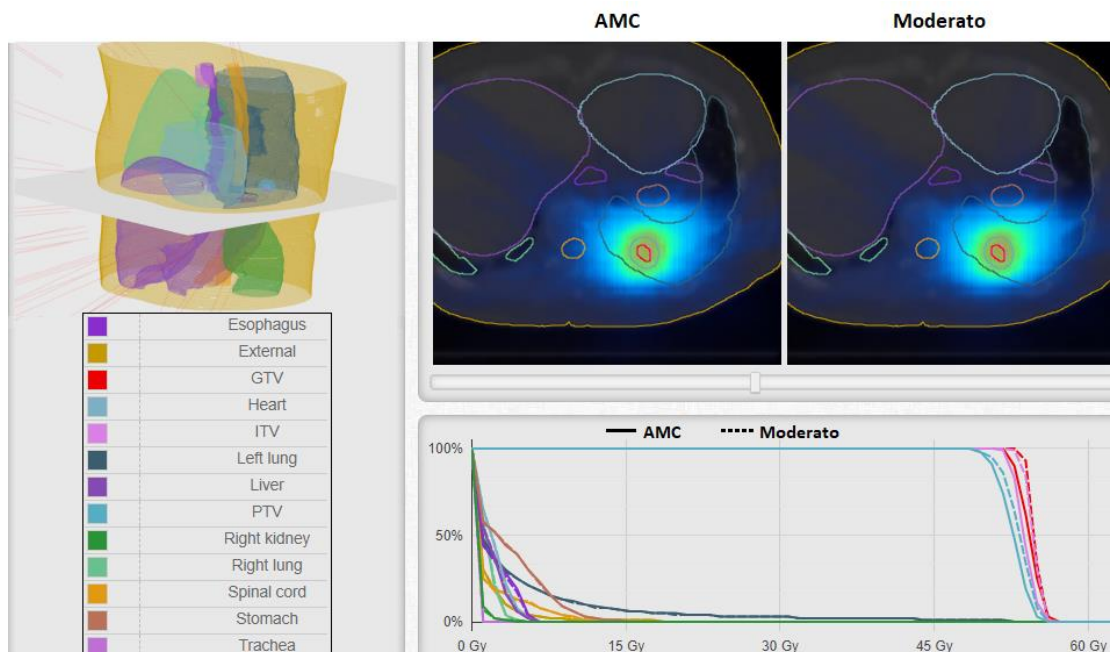 AMC Moderato
Esophagus
External
GTV
Heart
ITV
Left lung
Liver
PTV
Right kidney
Right lung
Spinal cord
Stomach
Trachea
AMC Moderato
100%
50%
0%
0 Gy 15 Gy 30 Gy 45 Gy 60 Gy